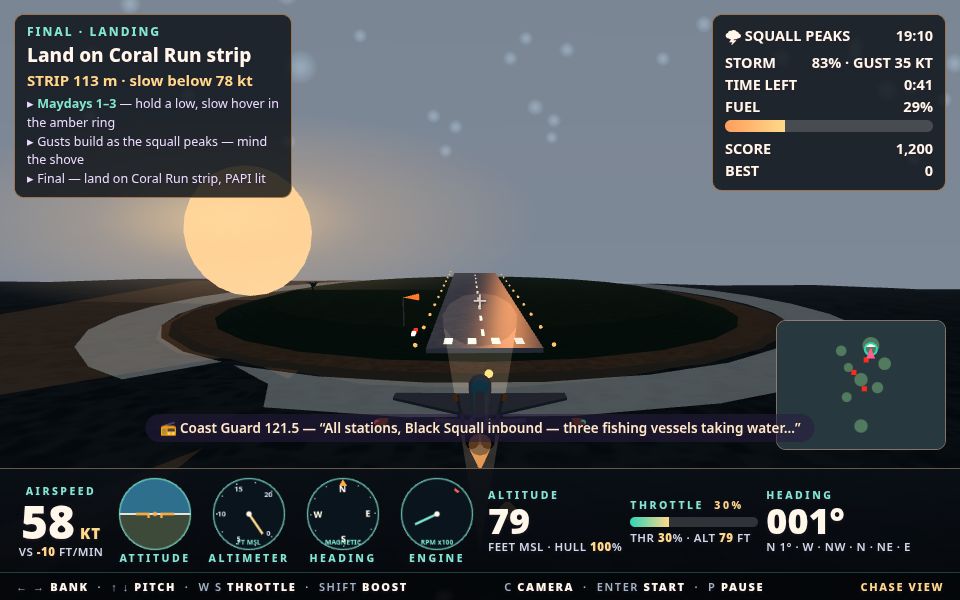 FINAL · LANDING
Land on Coral Run strip
STRIP 113 m · slow below 78 kt
▸ Maydays 1–3 — hold a low, slow hover in
the amber ring
▸ Gusts build as the squall peaks — mind
the shove
▸ Final — land on Coral Run strip, PAPI lit
🌩 SQUALL PEAKS 19:10
STORM 83% · GUST 35 KT
TIME LEFT 0:41
FUEL 29%
SCORE 1,200
BEST 0
📻 Coast Guard 121.5 — “All stations, Black Squall inbound — three fishing vessels taking water…”
AIRSPEED
58 KT
VS -10 FT/MIN
ATTITUDE
15
20
10
5
0
FT MSL
ALTIMETER
N
W
E
S
MAGNETIC
HEADING
RPM x100
ENGINE
ALTITUDE
79
FEET MSL · HULL 100%
THROTTLE 30%
THR 30% · ALT 79 FT
HEADING
001°
N 1° · W · NW · N · NE · E
← → BANK · ↑ ↓ PITCH · W S THROTTLE · SHIFT BOOST
C CAMERA · ENTER START · P PAUSE
CHASE VIEW